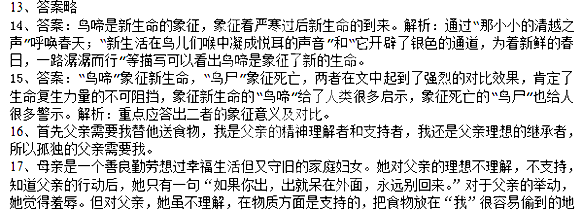 13、答案略
14、答案：鸟啼是新生命的象征，象征着严寒过后新生命的到来。解析：通过“那小小的清越之
声”呼唤春天；“新生活在鸟儿们喉中凝成悦耳的声音”和“它开辟了银色的通道，为着新鲜的春
日，一路潺潺而行”等描写可以看出鸟啼是象征了新的生命。
15、答案：“鸟啼”象征新生命，“鸟尸”象征死亡，两者在文中起到了强烈的对比效果，肯定了
生命复生力量的不可阻挡，象征新生命的“鸟啼”给了人类很多启示，象征死亡的“鸟尸”也给人
很多警示。解析：重点应答出二者的象征意义及对比。
16、首先父亲需要我替他送食物，我是父亲的精神理解者和支持者，我还是父亲理想的继承者，
所以孤独的父亲需要我。
17、母亲是一个善良勤劳想过幸福生活但又守旧的家庭妇女。她对父亲的理想不理解，不支持，
知道父亲的行动后，她只有一句“如果你出，出就呆在外面，永远别回来。”对于父亲的举动，
她觉得羞辱。但对父亲，她虽不理解，在物质方面是支持的，把食物放在“我”很容易偷到的地